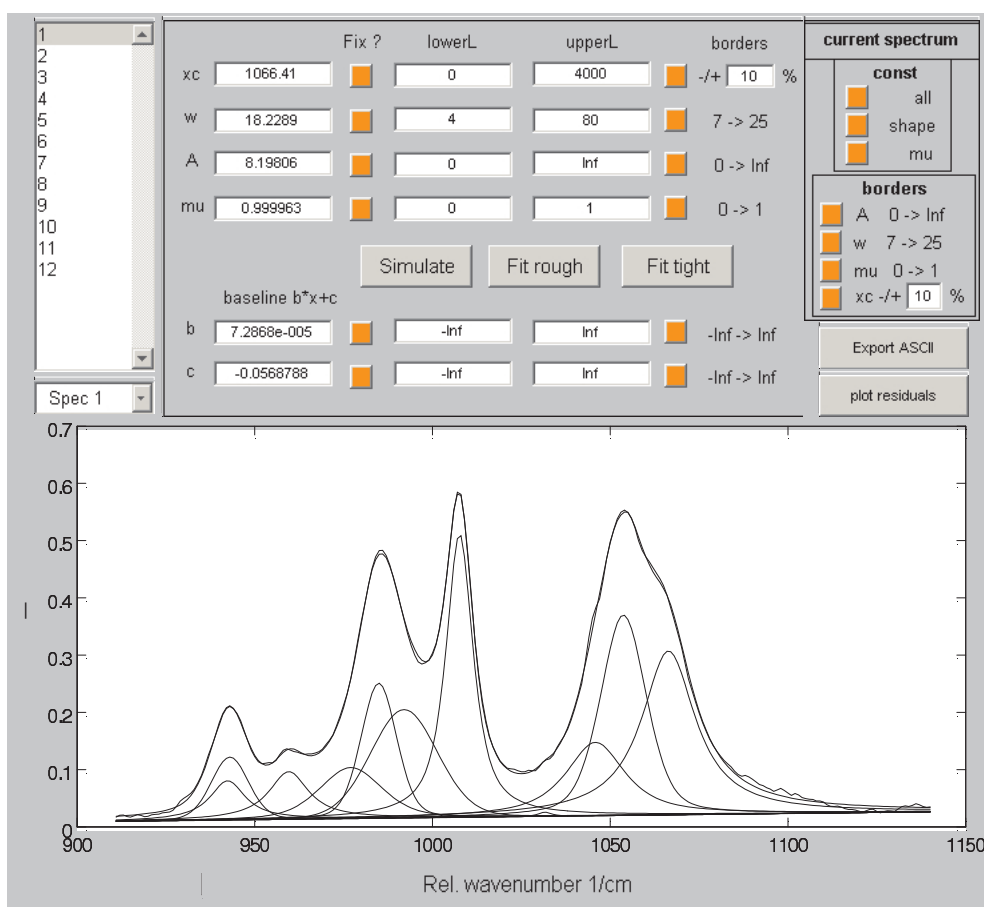 1
2
3
4
5
6
7
8
9
10
11
12
Spec 1
Fix ? lowerL upperL borders
xc 1066.41 0 4000 -/+ 10 %
w 18.2289 4 80 7 -> 25
A 8.19806 0 Inf 0 -> Inf
mu 0.999963 0 1 0 -> 1
Simulate Fit rough Fit tight
baseline b*x+c
b 7.2868e-005 -Inf Inf -Inf -> Inf
c -0.0568788 -Inf Inf -Inf -> Inf
current spectrum
const
all
shape
mu
borders
A 0 -> Inf
w 7 -> 25
mu 0 -> 1
xc -/+ 10 %
Export ASCII
plot residuals
0.7
0.6
0.5
0.4
0.3
0.2
0.1
0
I
900 950 1000 1050 1100 1150
Rel. wavenumber 1/cm